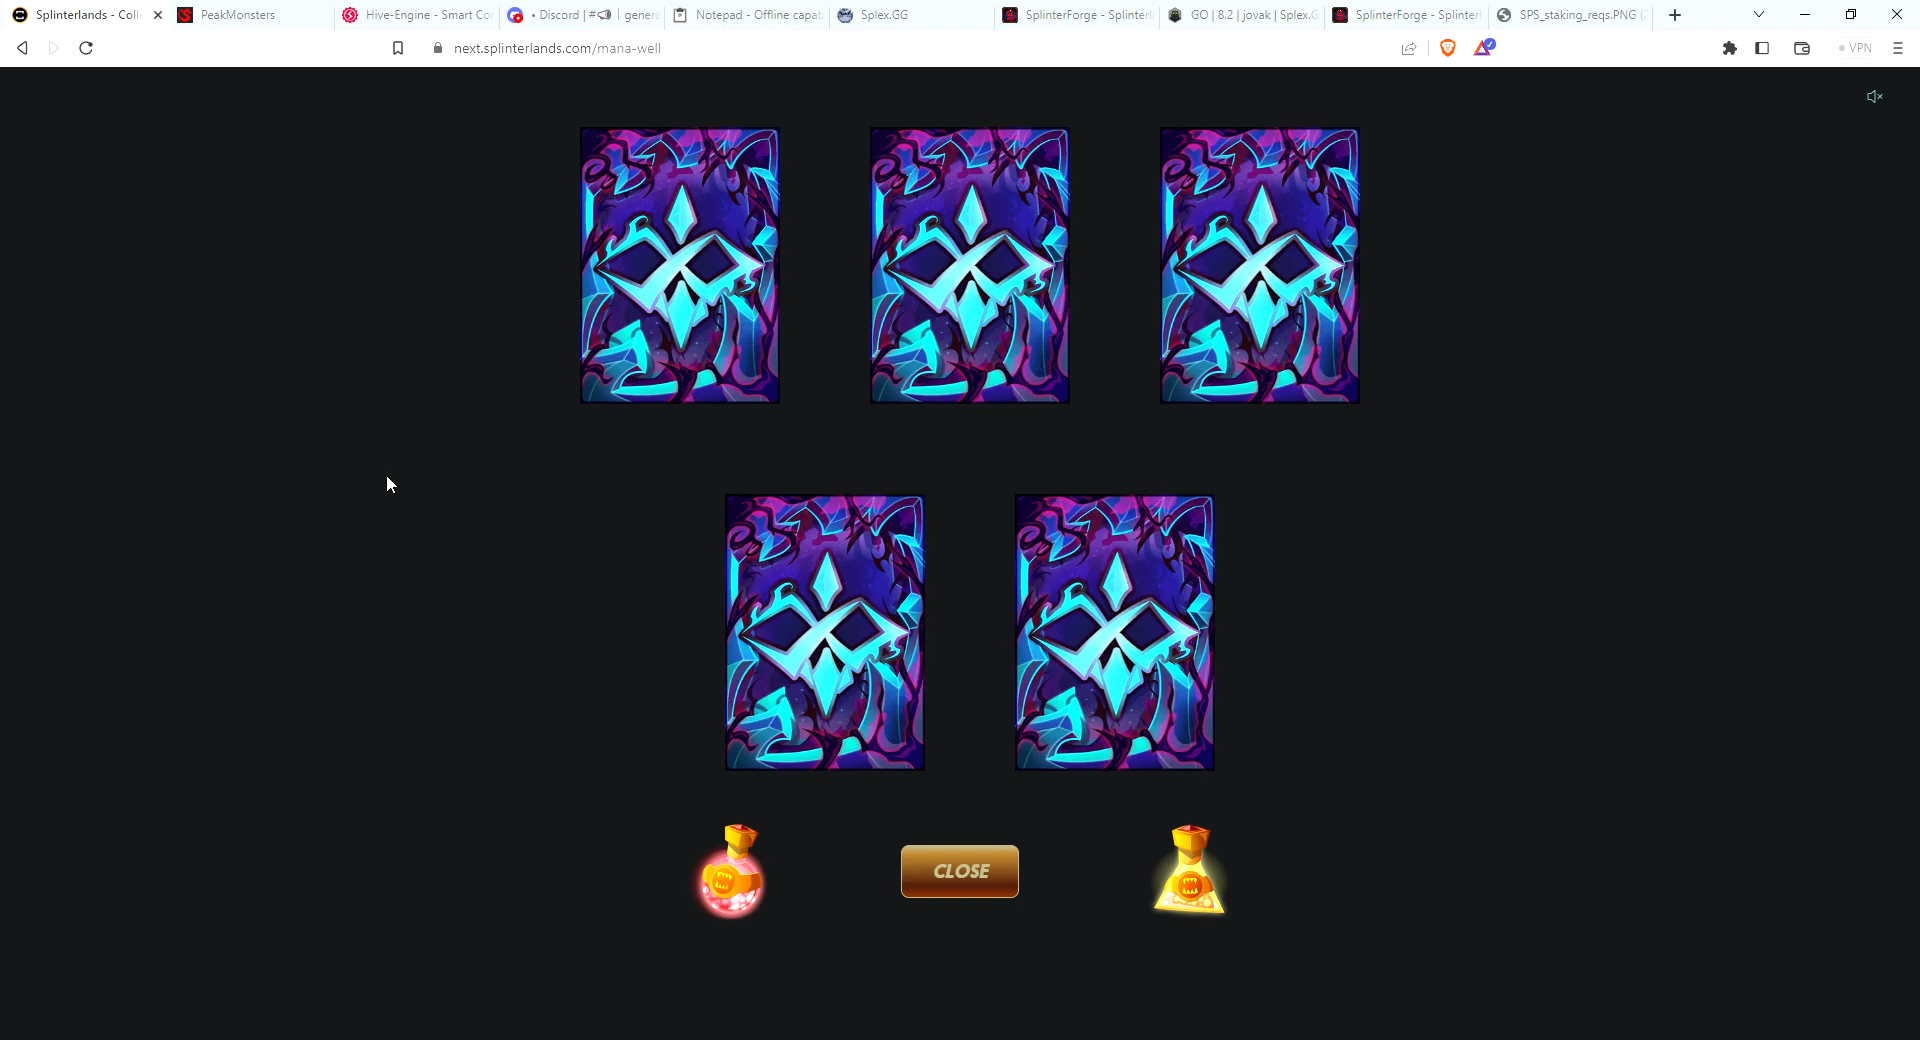 Splinterlands - Coll
PeakMonsters
Hive-Engine - Smart Co
• Discord | #📢 | genera
Notepad - Offline capab
Splex.GG
SplinterForge - Splinterl
GO | 8.2 | jovak | Splex.G
SplinterForge - Splinterl
SPS_staking_reqs.PNG (
next.splinterlands.com/mana-well
VPN
CLOSE